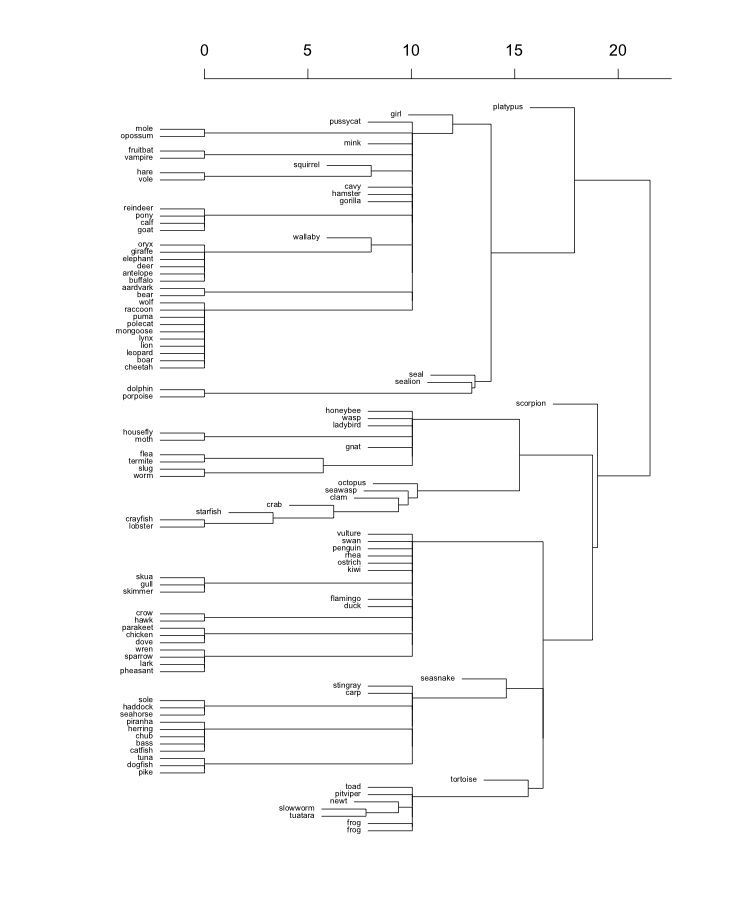 0 5 10 15 20
platypus
girl
pussycat
mole
opossum
mink
fruitbat
vampire
squirrel
hare
vole
cavy
hamster
gorilla
reindeer
pony
calf
goat
wallaby
oryx
giraffe
elephant
deer
antelope
buffalo
aardvark
bear
wolf
raccoon
puma
polecat
mongoose
lynx
lion
leopard
boar
cheetah
seal
sealion
dolphin
porpoise
scorpion
honeybee
wasp
ladybird
housefly
moth
gnat
flea
termite
slug
worm
octopus
seawasp
clam
crab
starfish
crayfish
lobster
vulture
swan
penguin
rhea
ostrich
kiwi
skua
gull
skimmer
flamingo
duck
crow
hawk
parakeet
chicken
dove
wren
sparrow
lark
pheasant
seasnake
stingray
carp
sole
haddock
seahorse
piranha
herring
chub
bass
catfish
tuna
dogfish
pike
tortoise
toad
pitviper
newt
slowworm
tuatara
frog
frog